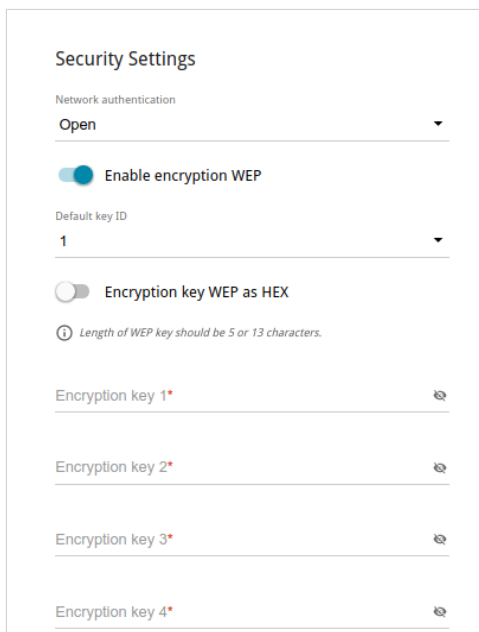 Security Settings
Network authentication
Open
Enable encryption WEP
Default key ID
1
Encryption key WEP as HEX
Length of WEP key should be 5 or 13 characters.
Encryption key 1*
Encryption key 2*
Encryption key 3*
Encryption key 4*